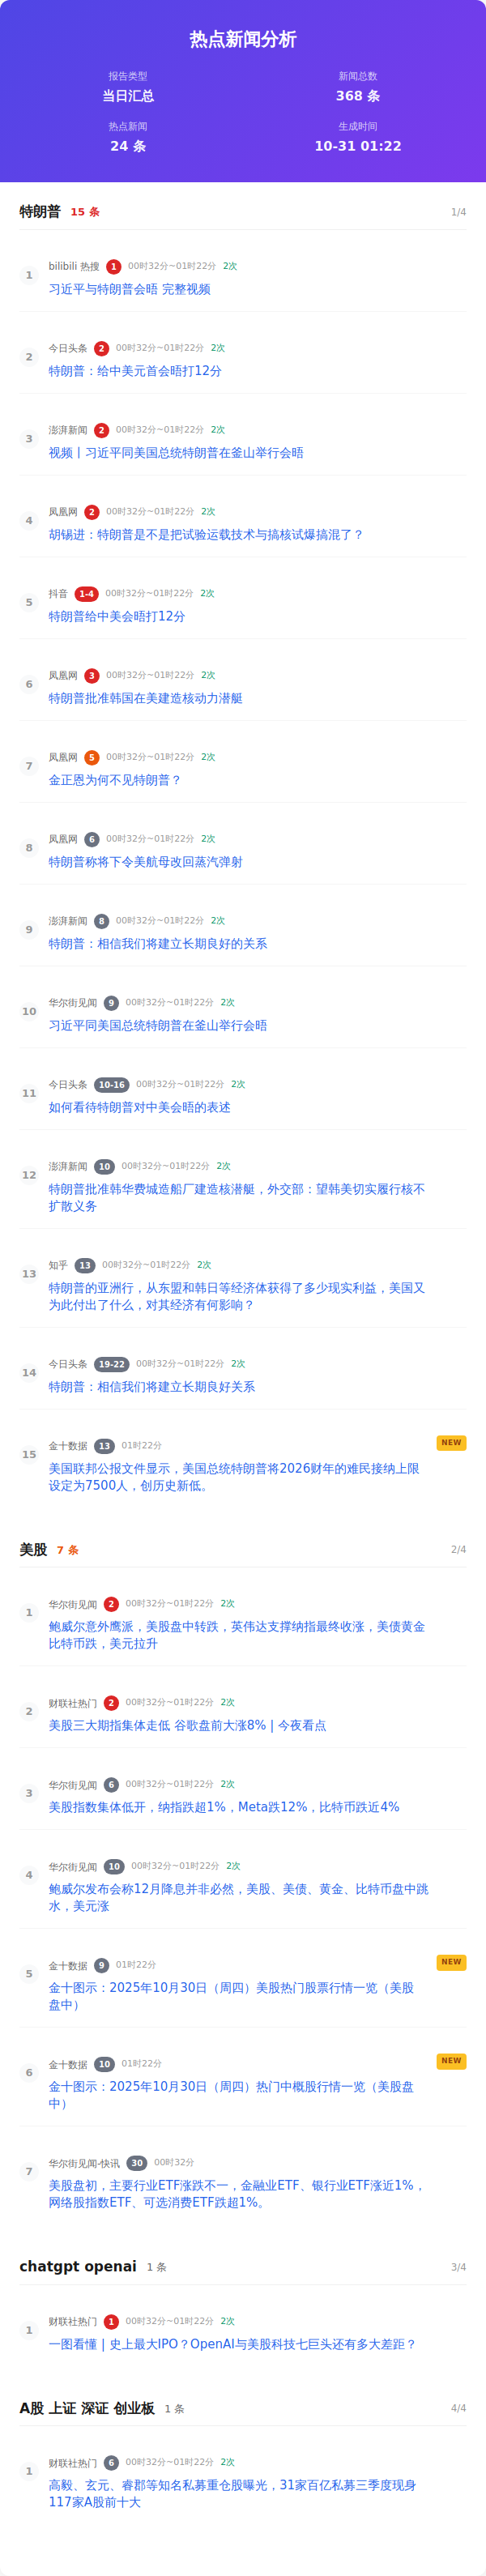 热点新闻分析
报告类型
新闻总数
当日汇总
368 条
热点新闻
生成时间
24 条
10-31 01:22
特朗普 15 条 1/4
1
bilibili 热搜 1 00时32分~01时22分 2次
习近平与特朗普会晤 完整视频
2
今日头条 2 00时32分~01时22分 2次
特朗普：给中美元首会晤打12分
3
澎湃新闻 2 00时32分~01时22分 2次
视频丨习近平同美国总统特朗普在釜山举行会晤
4
凤凰网 2 00时32分~01时22分 2次
胡锡进：特朗普是不是把试验运载技术与搞核试爆搞混了？
5
抖音 1-4 00时32分~01时22分 2次
特朗普给中美会晤打12分
6
凤凰网 3 00时32分~01时22分 2次
特朗普批准韩国在美建造核动力潜艇
7
凤凰网 5 00时32分~01时22分 2次
金正恩为何不见特朗普？
8
凤凰网 6 00时32分~01时22分 2次
特朗普称将下令美航母改回蒸汽弹射
9
澎湃新闻 8 00时32分~01时22分 2次
特朗普：相信我们将建立长期良好的关系
10
华尔街见闻 9 00时32分~01时22分 2次
习近平同美国总统特朗普在釜山举行会晤
11
今日头条 10-16 00时32分~01时22分 2次
如何看待特朗普对中美会晤的表述
12
澎湃新闻 10 00时32分~01时22分 2次
特朗普批准韩华费城造船厂建造核潜艇，外交部：望韩美切实履行核不
扩散义务
13
知乎 13 00时32分~01时22分 2次
特朗普的亚洲行，从东盟和韩日等经济体获得了多少现实利益，美国又
为此付出了什么，对其经济有何影响？
14
今日头条 19-22 00时32分~01时22分 2次
特朗普：相信我们将建立长期良好关系
15
金十数据 13 01时22分 NEW
美国联邦公报文件显示，美国总统特朗普将2026财年的难民接纳上限
设定为7500人，创历史新低。
美股 7 条 2/4
1
华尔街见闻 2 00时32分~01时22分 2次
鲍威尔意外鹰派，美股盘中转跌，英伟达支撑纳指最终收涨，美债黄金
比特币跌，美元拉升
2
财联社热门 2 00时32分~01时22分 2次
美股三大期指集体走低 谷歌盘前大涨8% | 今夜看点
3
华尔街见闻 6 00时32分~01时22分 2次
美股指数集体低开，纳指跌超1%，Meta跌12%，比特币跌近4%
4
华尔街见闻 10 00时32分~01时22分 2次
鲍威尔发布会称12月降息并非必然，美股、美债、黄金、比特币盘中跳
水，美元涨
5
金十数据 9 01时22分 NEW
金十图示：2025年10月30日（周四）美股热门股票行情一览（美股
盘中）
6
金十数据 10 01时22分 NEW
金十图示：2025年10月30日（周四）热门中概股行情一览（美股盘
中）
7
华尔街见闻-快讯 30 00时32分
美股盘初，主要行业ETF涨跌不一，金融业ETF、银行业ETF涨近1%，
网络股指数ETF、可选消费ETF跌超1%。
chatgpt openai 1 条 3/4
1
财联社热门 1 00时32分~01时22分 2次
一图看懂 | 史上最大IPO？OpenAI与美股科技七巨头还有多大差距？
A股 上证 深证 创业板 1 条 4/4
1
财联社热门 6 00时32分~01时22分 2次
高毅、玄元、睿郡等知名私募重仓股曝光，31家百亿私募三季度现身
117家A股前十大